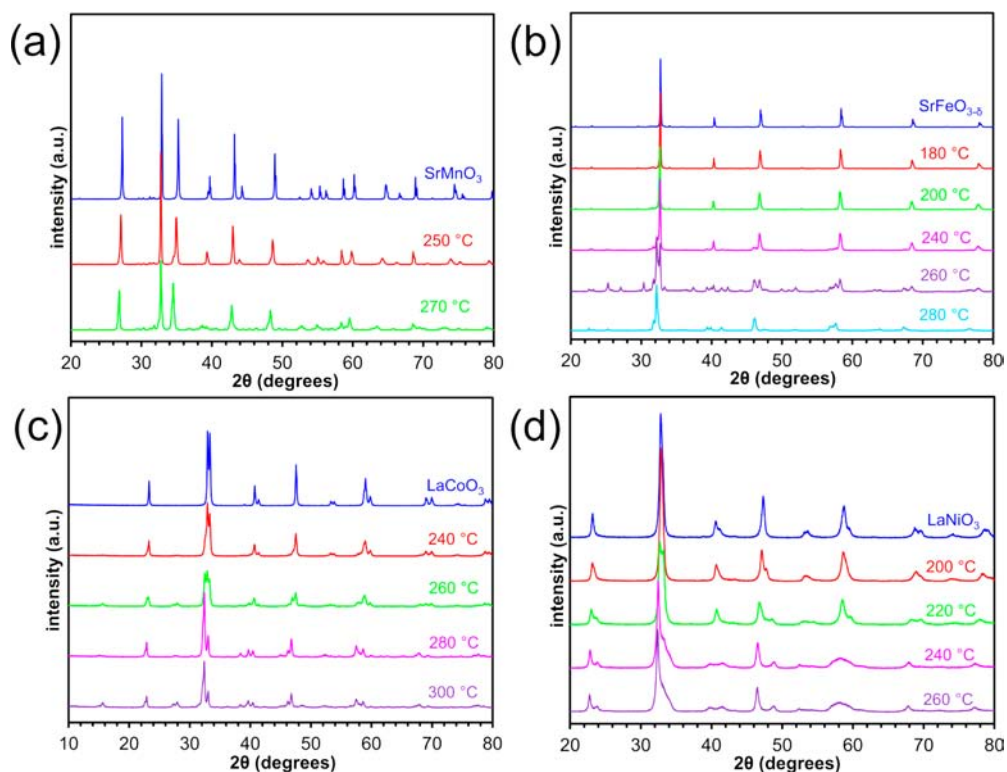 (a)
intensity (a.u.)
SrMnO₃
250 °C
270 °C
20 30 40 50 60 70 80
2θ (degrees)
(b)
intensity (a.u.)
SrFeO₃₋δ
180 °C
200 °C
240 °C
260 °C
280 °C
20 30 40 50 60 70 80
2θ (degrees)
(c)
intensity (a.u.)
LaCoO₃
240 °C
260 °C
280 °C
300 °C
10 20 30 40 50 60 70 80
2θ (degrees)
(d)
intensity (a.u.)
LaNiO₃
200 °C
220 °C
240 °C
260 °C
20 30 40 50 60 70 80
2θ (degrees)